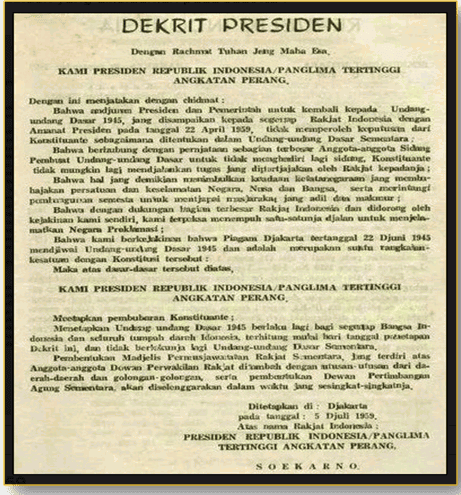 DEKRIT PRESIDEN
Dengan Rachmat Tuhan Jang Maha Esa,
KAMI PRESIDEN REPUBLIK INDONESIA/PANGLIMA TERTINGGI
ANGKATAN PERANG.
Dengan ini menjatakan dengan chidmat :
Bahwa andjuran Presiden dan Pemerintah untuk kembali kepada Undang-
undang Dasar 1945, jang disampaikan kepada segenap Rakjat Indonesia dengan
Amanat Presiden pada tanggal 22 April 1959, tidak memperoleh keputusan dari
Konstituante sebagaimana ditentukan dalam Undang-undang Dasar Sementara ;
Bahwa berhubung dengan pernjataan sebagian terbesar Anggota-anggota Sidang
Pembuat Undang-undang Dasar untuk tidak menghadiri lagi sidang, Konstituante
tidak mungkin lagi mendjalankan tugas jang dipertjajakan oleh Rakjat kepadanja ;
Bahwa hal jang demikian menimbulkan keadaan ketatanegaraan jang memba-
hajakan persatuan dan keselamatan Negara, Nusa dan Bangsa, serta merintangi
pembangunan semesta untuk mentjapai masjarakat jang adil dan makmur ;
Bahwa dengan dukungan bagian terbesar Rakjat Indonesia dan didorong oleh
kejakinan kami sendiri, kami terpaksa menempuh satu-satunja djalan untuk menjela-
matkan Negara Proklamasi ;
Bahwa kami berkejakinan bahwa Piagam Djakarta tertanggal 22 Djuni 1945
mendjiwai Undang-undang Dasar 1945 dan adalah merupakan suatu rangkaian-
kesatuan dengan Konstitusi tersebut :
Maka atas dasar-dasar tersebut diatas,
KAMI PRESIDEN REPUBLIK INDONESIA/PANGLIMA TERTINGGI
ANGKATAN PERANG,
Menetapkan pembubaran Konstituante ;
Menetapkan Undang-undang Dasar 1945 berlaku lagi bagi segenap Bangsa In-
donesia dan seluruh tumpah darah Idonesia, terhitung mulai hari tanggal penetapan
Dekrit ini, dan tidak berlakunja lagi Undang-undang Dasar Sementara.
Pembentukan Madjelis Permusjawaratan Rakjat Sementara, jang terdiri atas
Anggota-anggota Dewan Perwakilan Rakjat ditambah dengan utusan-utusan dari da-
erah-daerah dan golongan-golongan, serta pembentukan Dewan Pertimbangan
Agung Sementara, akan diselenggarakan dalam waktu jang sesingkat-singkatnja.
Ditetapkan di : Djakarta
pada tanggal : 5 Djuli 1959.
Atas nama Rakjat Indonesia :
PRESIDEN REPUBLIK INDONESIA/PANGLIMA
TERTINGGI ANGKATAN PERANG.
SOEKARNO.